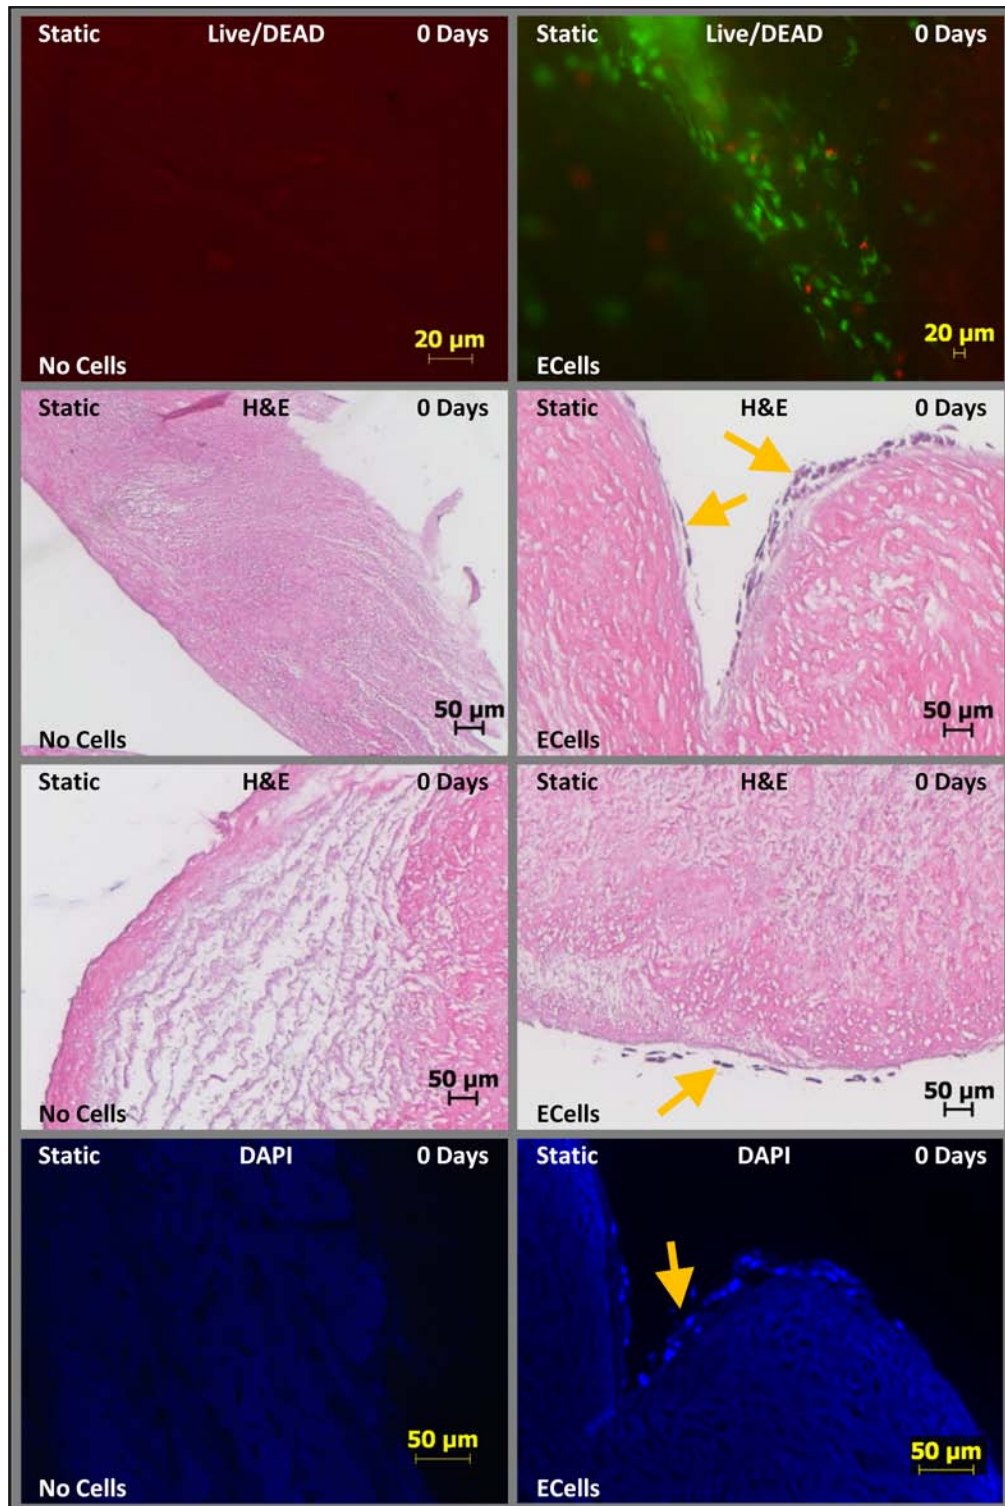 Static Live/DEAD 0 Days
20 µm
No Cells
Static Live/DEAD 0 Days
20 µm
ECells
Static H&E 0 Days
50 µm
No Cells
Static H&E 0 Days
50 µm
ECells
Static H&E 0 Days
50 µm
No Cells
Static H&E 0 Days
50 µm
ECells
Static DAPI 0 Days
50 µm
No Cells
Static DAPI 0 Days
50 µm
ECells